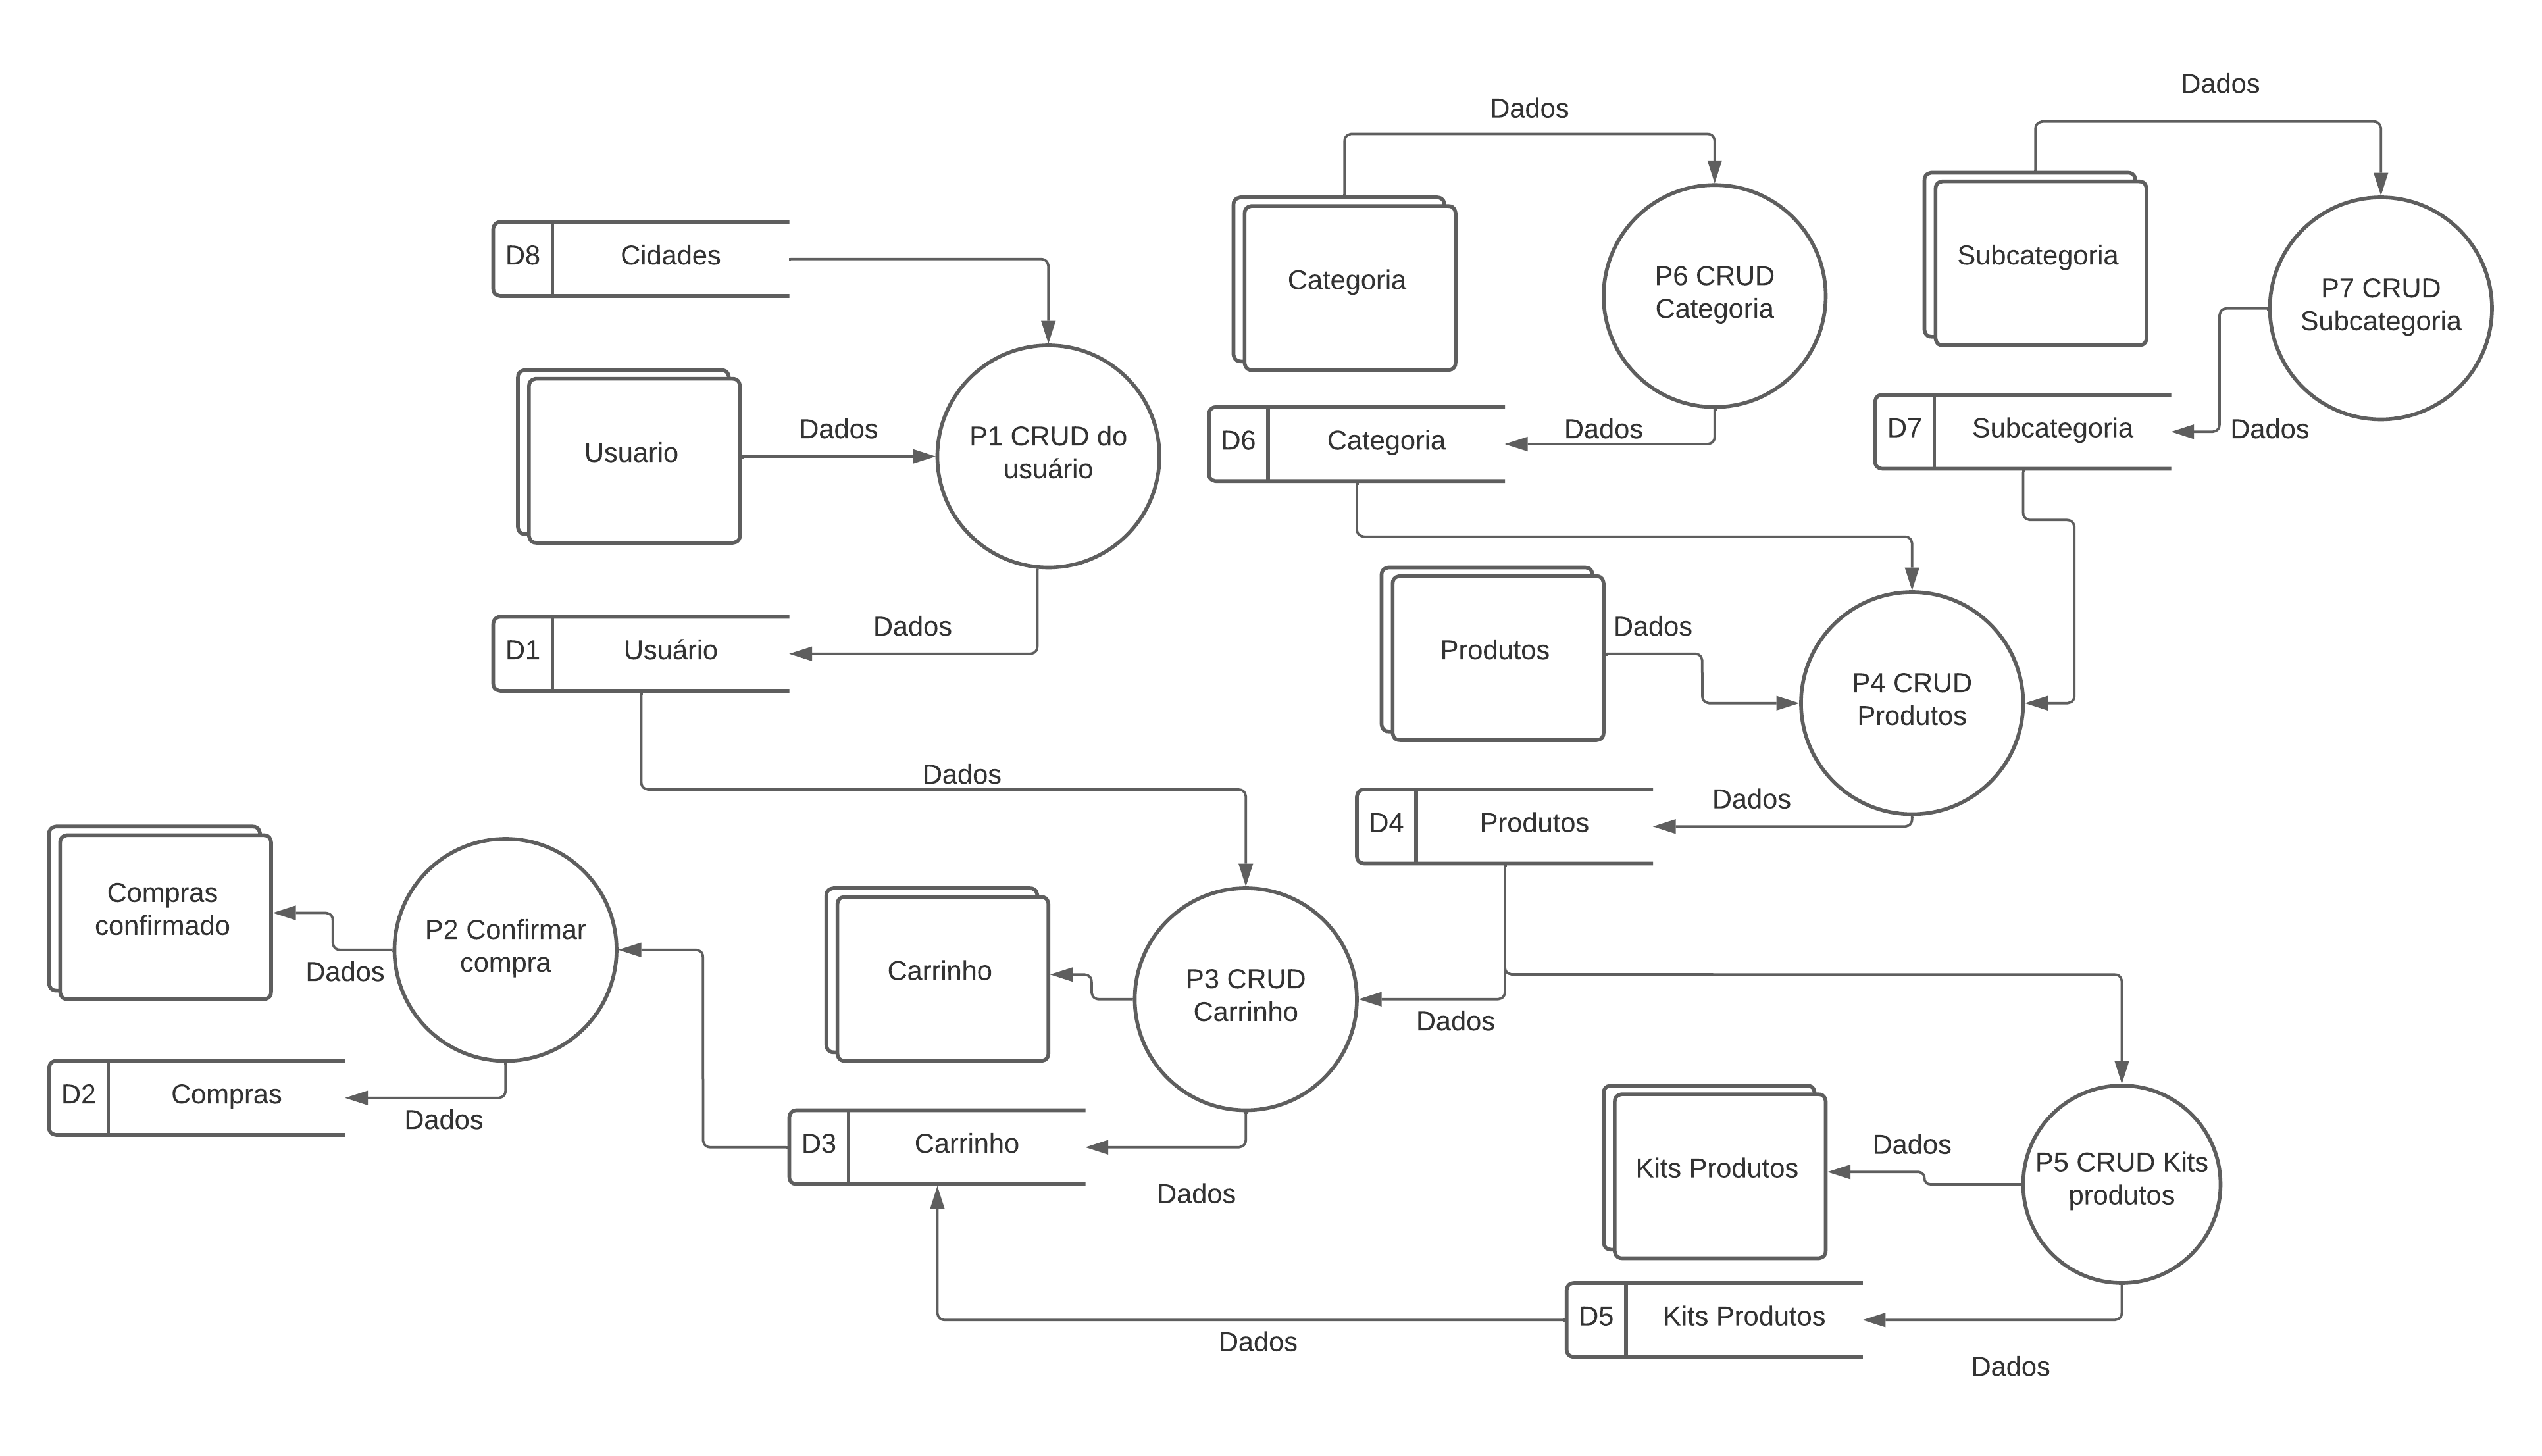 Dados
Dados
D8
Cidades
Categoria
P6 CRUD
Categoria
Subcategoria
P7 CRUD
Subcategoria
Usuario
Dados
P1 CRUD do
usuário
D6
Categoria
Dados
D7
Subcategoria
Dados
D1
Usuário
Dados
Produtos
Dados
P4 CRUD
Produtos
Dados
D4
Produtos
Dados
Compras
confirmado
Dados
P2 Confirmar
compra
Carrinho
P3 CRUD
Carrinho
Dados
D2
Compras
Dados
D3
Carrinho
Dados
Kits Produtos
Dados
P5 CRUD Kits
produtos
Dados
D5
Kits Produtos
Dados